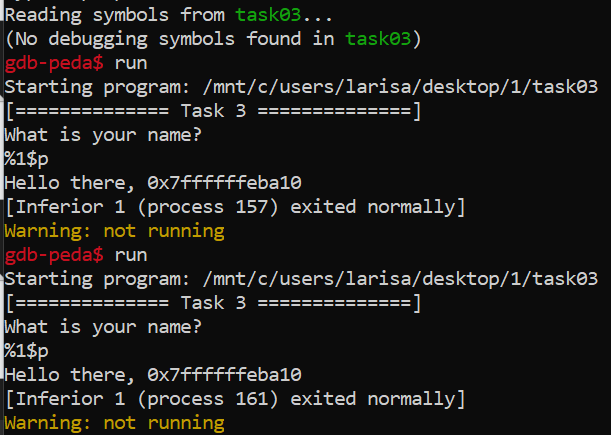 Reading symbols from task03...
(No debugging symbols found in task03)
gdb-peda$ run
Starting program: /mnt/c/users/larisa/desktop/1/task03
[============== Task 3 ==============]
What is your name?
%1$p
Hello there, 0x7ffffffeba10
[Inferior 1 (process 157) exited normally]
Warning: not running
gdb-peda$ run
Starting program: /mnt/c/users/larisa/desktop/1/task03
[============== Task 3 ==============]
What is your name?
%1$p
Hello there, 0x7ffffffeba10
[Inferior 1 (process 161) exited normally]
Warning: not running